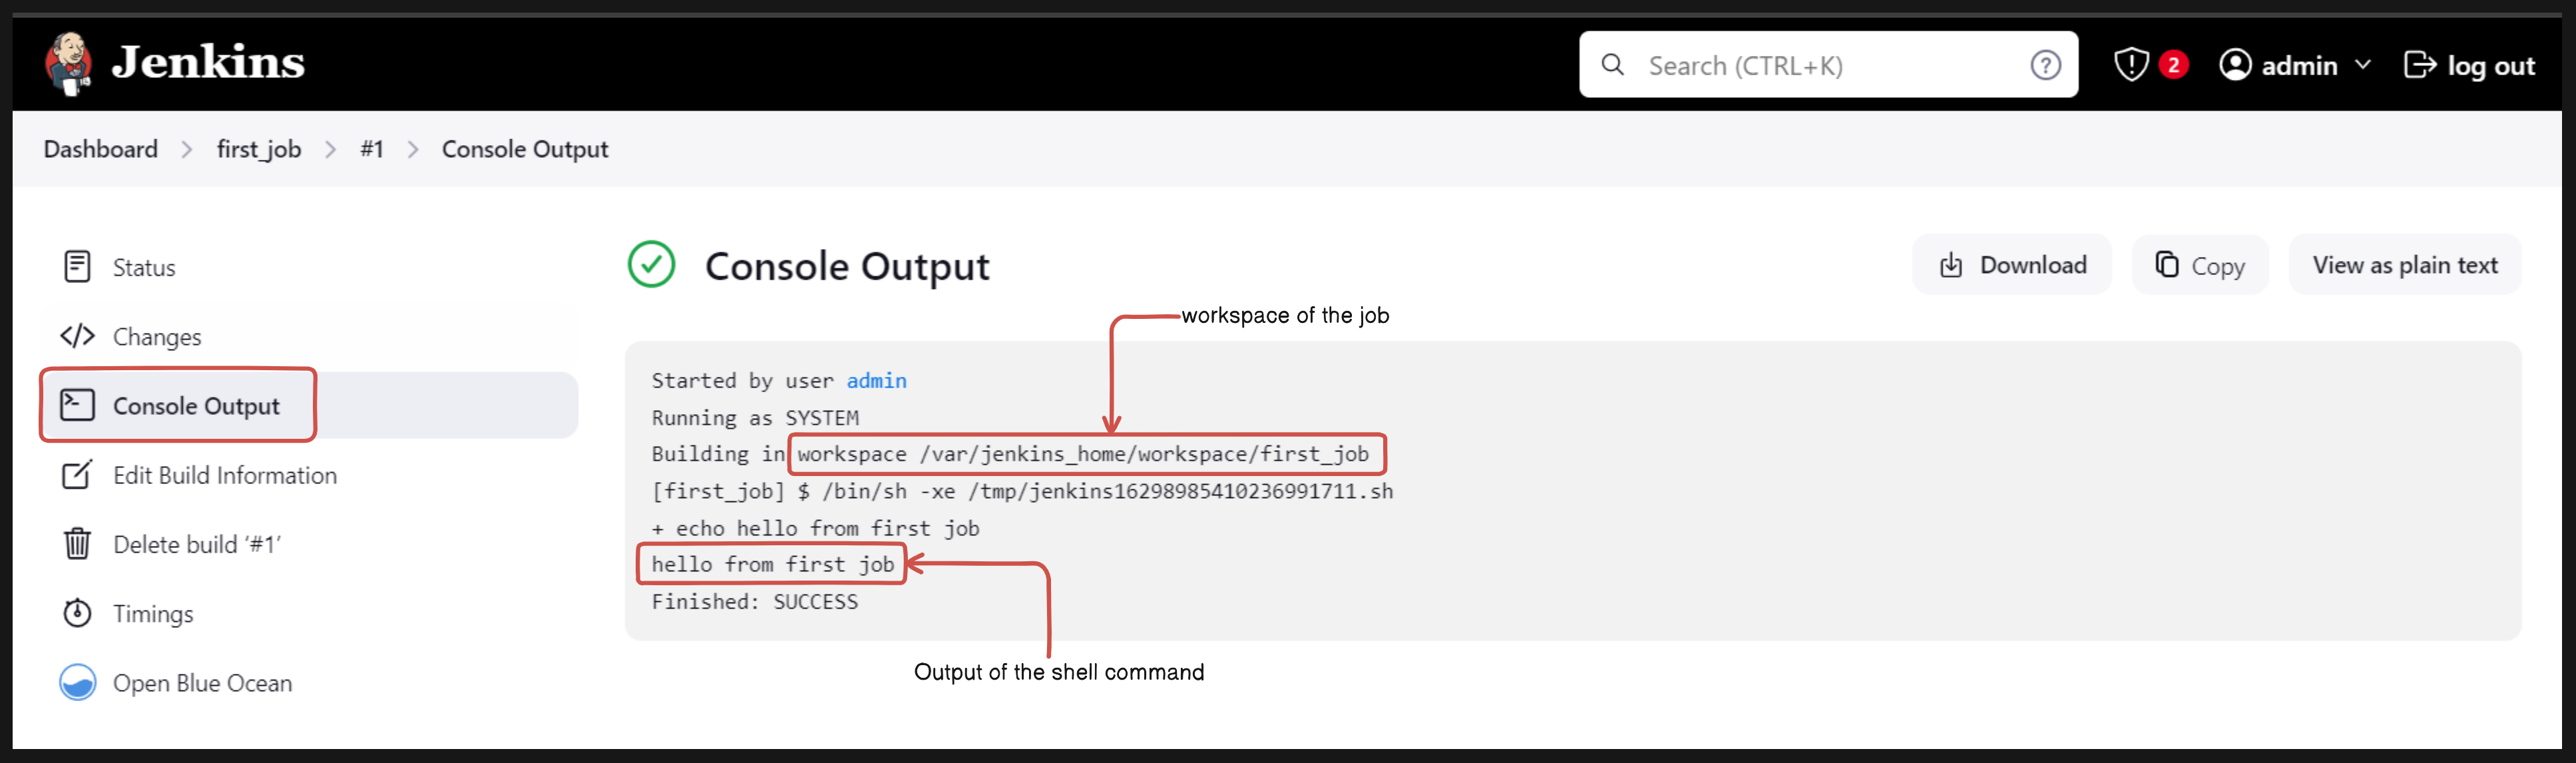 Jenkins
Search (CTRL+K)
2
admin
log out
Dashboard > first_job > #1 > Console Output
Status
Changes
Console Output
Edit Build Information
Delete build '#1'
Timings
Open Blue Ocean
Console Output
Download
Copy
View as plain text
workspace of the job
Started by user admin
Running as SYSTEM
Building in workspace /var/jenkins_home/workspace/first_job
[first_job] $ /bin/sh -xe /tmp/jenkins16298985410236991711.sh
+ echo hello from first job
hello from first job
Finished: SUCCESS
Output of the shell command